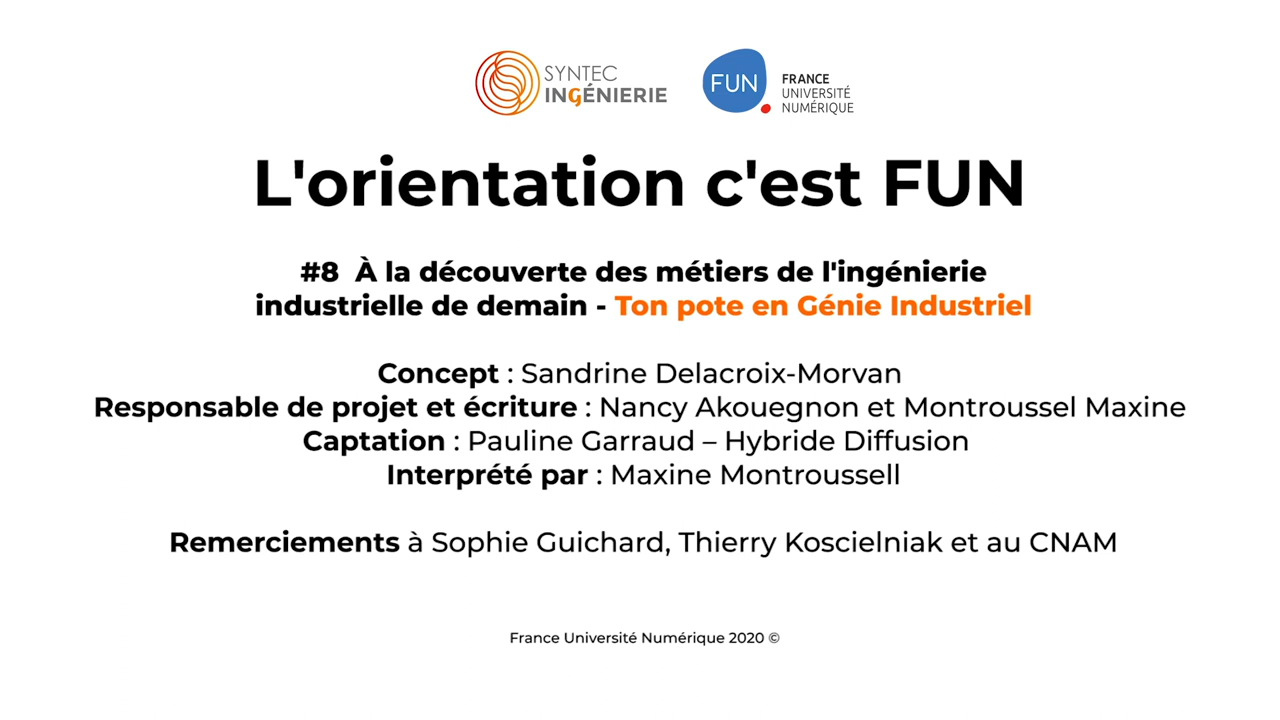 SYNTEC
INGÉNIERIE
FUN
FRANCE
UNIVERSITÉ
NUMÉRIQUE
L'orientation c'est FUN
#8  À la découverte des métiers de l'ingénierie
industrielle de demain - Ton pote en Génie Industriel
Concept : Sandrine Delacroix-Morvan
Responsable de projet et écriture : Nancy Akouegnon et Montroussel Maxine
Captation : Pauline Garraud – Hybride Diffusion
Interprété par : Maxine Montroussell
Remerciements à Sophie Guichard, Thierry Koscielniak et au CNAM
France Université Numérique 2020 ©